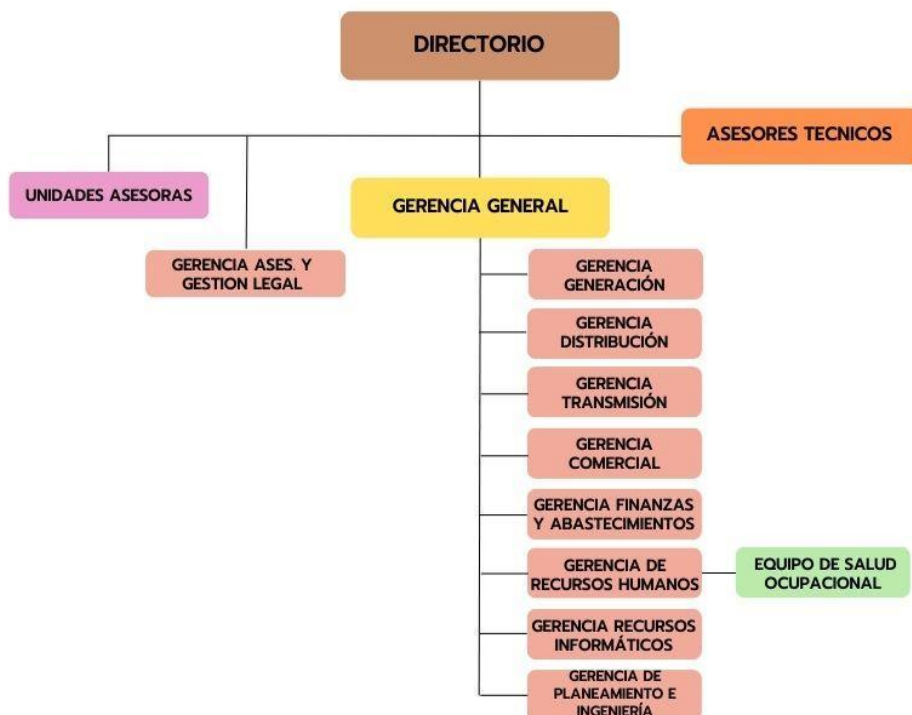 DIRECTORIO
ASESORES TECNICOS
UNIDADES ASESORAS
GERENCIA GENERAL
GERENCIA ASES. Y
GESTION LEGAL
GERENCIA
GENERACIÓN
GERENCIA
DISTRIBUCIÓN
GERENCIA
TRANSMISIÓN
GERENCIA
COMERCIAL
GERENCIA FINANZAS
Y ABASTECIMIENTOS
GERENCIA DE
RECURSOS HUMANOS
EQUIPO DE SALUD
OCUPACIONAL
GERENCIA RECURSOS
INFORMÁTICOS
GERENCIA DE
PLANEAMIENTO E
INGENIERÍA